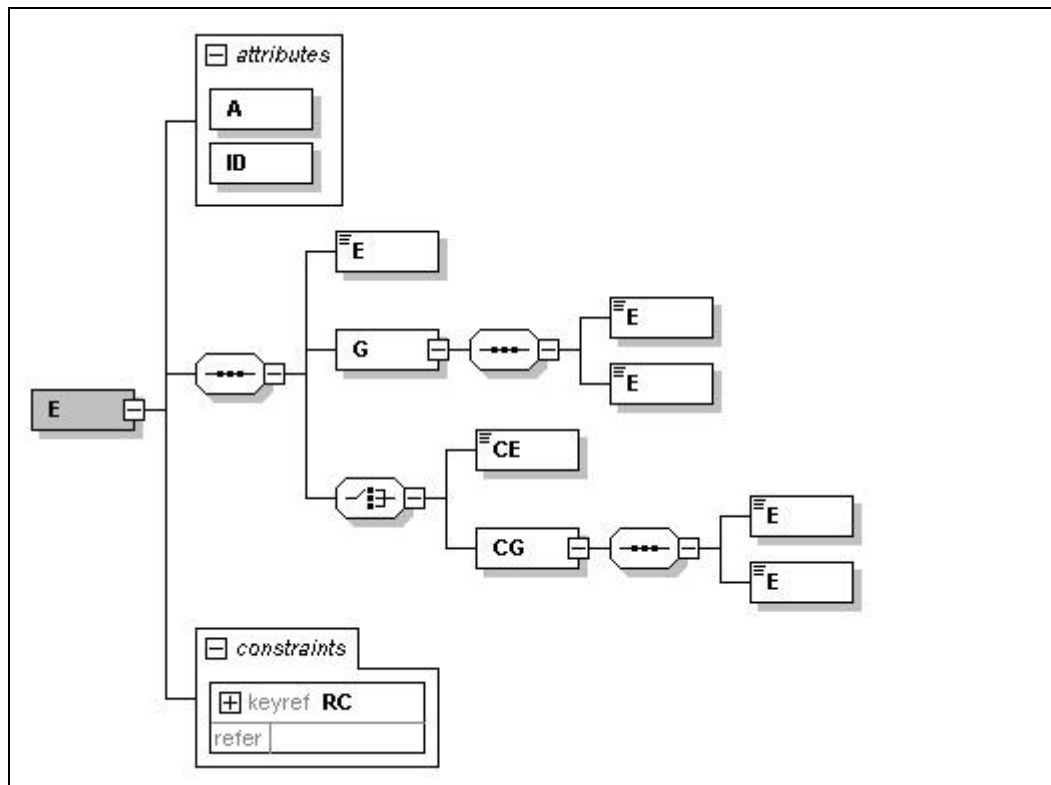 attributes
A
ID
E
G
E
E
E
CE
CG
E
E
constraints
keyref RC
refer